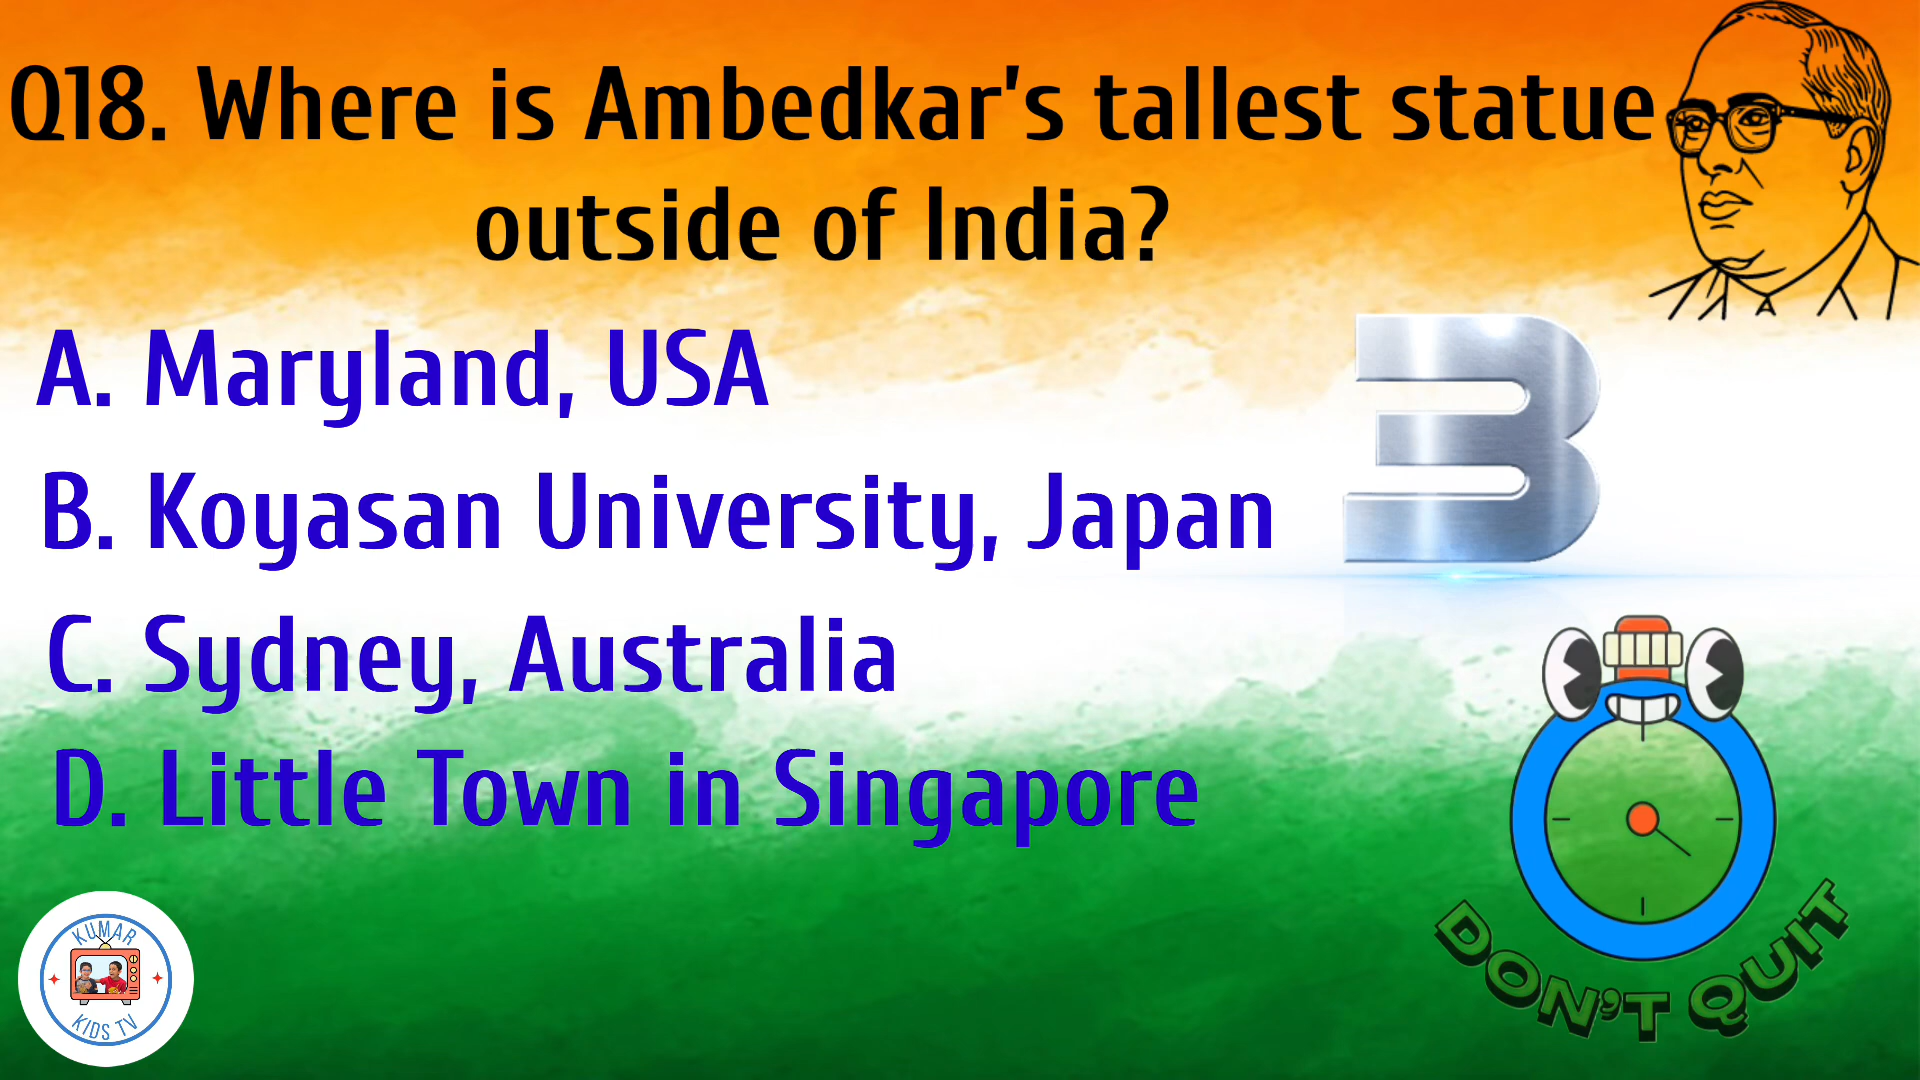 Q18. Where is Ambedkar's tallest statue
outside of India?
A. Maryland, USA
B. Koyasan University, Japan
C. Sydney, Australia
D. Little Town in Singapore
3
DON'T QUIT
KUMAR
KIDS TV